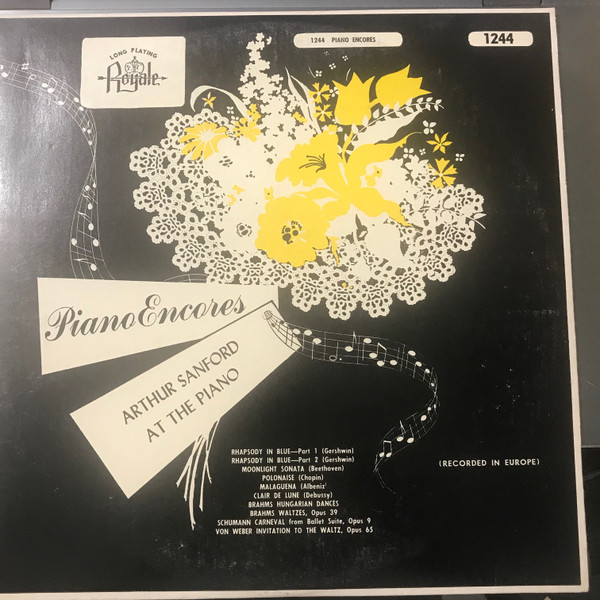 LONG PLAYING
Royale
1244 PIANO ENCORES
1244
Piano Encores
ARTHUR SANFORD
AT THE PIANO
RHAPSODY IN BLUE—Part 1 (Gershwin)
RHAPSODY IN BLUE—Part 2 (Gershwin)
MOONLIGHT SONATA (Beethoven)
POLONAISE (Chopin)
MALAGUENA (Albeniz)
CLAIR DE LUNE (Debussy)
BRAHMS HUNGARIAN DANCES
BRAHMS WALTZES, Opus 39
SCHUMANN CARNEVAL from Ballet Suite, Opus 9
VON WEBER INVITATION TO THE WALTZ, Opus 65
(RECORDED IN EUROPE)